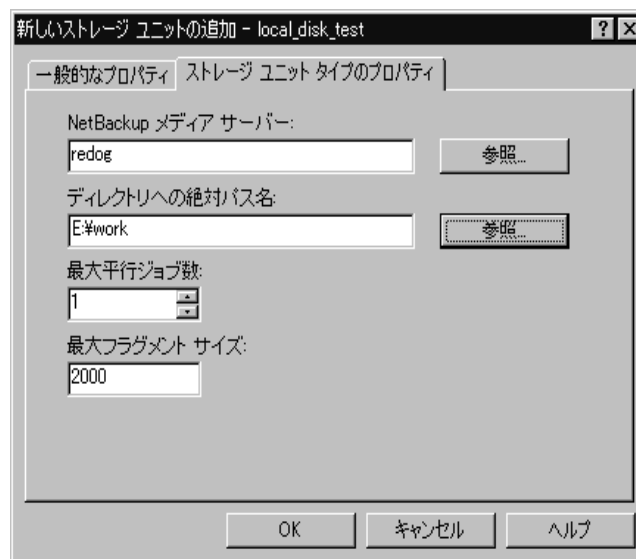 新しいストレージ ユニットの追加 - local_disk_test
一般的なプロパティ
ストレージ ユニット タイプのプロパティ
NetBackup メディア サーバー:
redog
参照...
ディレクトリへの絶対パス名:
E:¥work
参照...
最大平行ジョブ数:
1
最大フラグメント サイズ:
2000
OK
キャンセル
ヘルプ